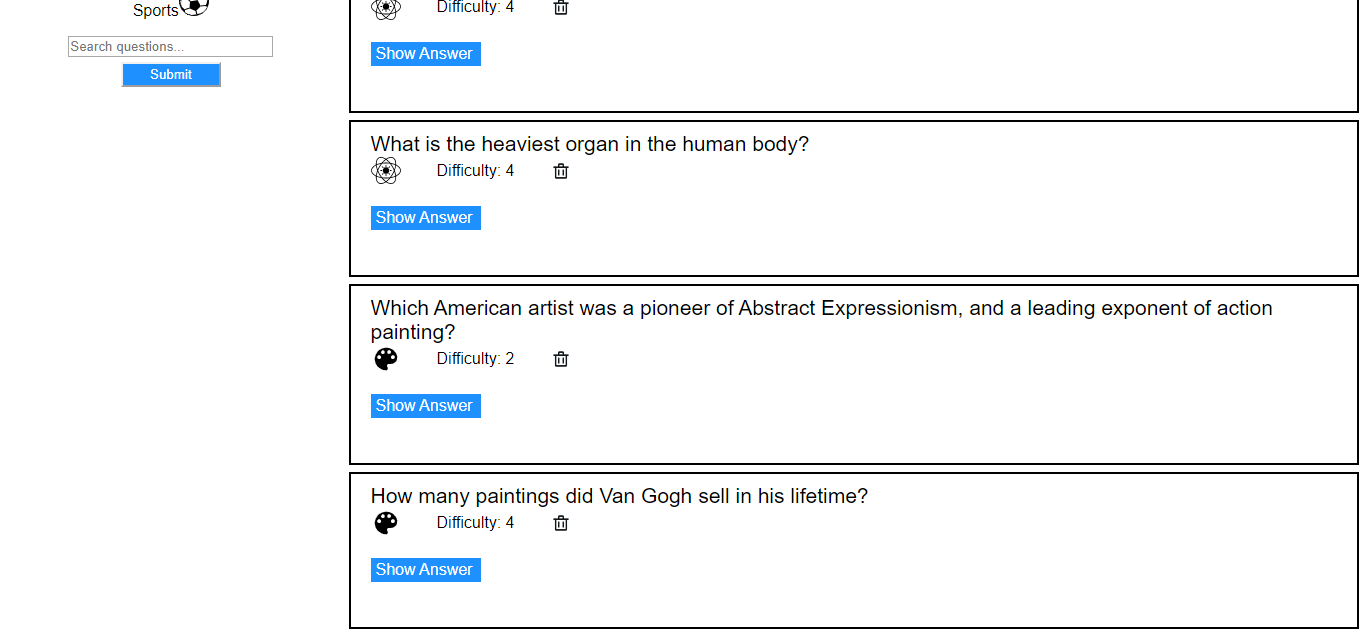 Sports
Search questions...
Submit
Difficulty: 4
Show Answer
What is the heaviest organ in the human body?
Difficulty: 4
Show Answer
Which American artist was a pioneer of Abstract Expressionism, and a leading exponent of action
painting?
Difficulty: 2
Show Answer
How many paintings did Van Gogh sell in his lifetime?
Difficulty: 4
Show Answer